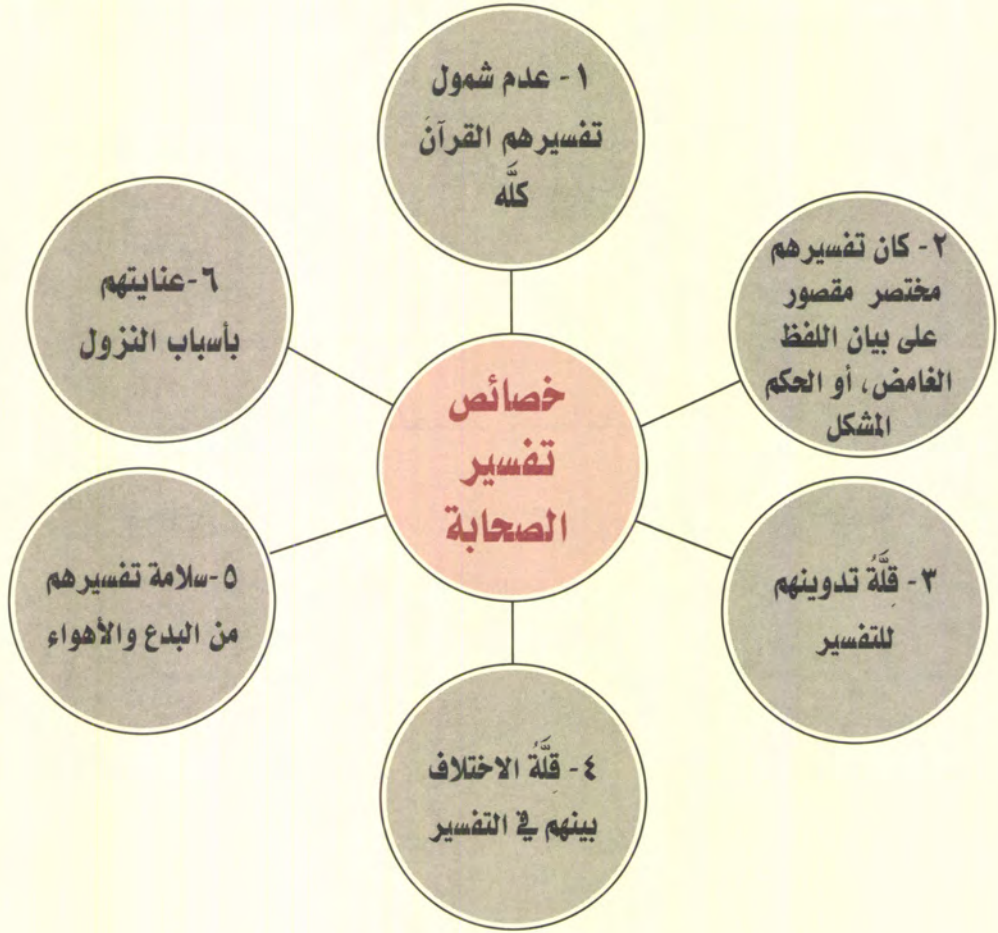 خصائص
تفسير
الصحابة
١- عدم شمول
تفسيرهم القرآنَ
كلَّه
٢- كان تفسيرهم
مختصر مقصور
على بيان اللفظ
الغامض، أو الحكم
المشكل
٣- قِلَّةُ تدوينهم
للتفسير
٤- قِلَّةُ الاختلاف
بينهم في التفسير
٥-سلامة تفسيرهم
من البدع والأهواء
٦-عنايتهم
بأسباب النزول